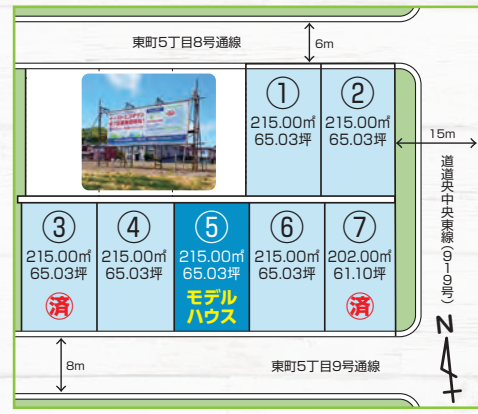 東町5丁目8号通線
6m
①
215.00㎡
65.03坪
②
215.00㎡
65.03坪
15m
道道央中央東線(919号)
③
215.00㎡
65.03坪
済
④
215.00㎡
65.03坪
⑤
215.00㎡
65.03坪
モデル
ハウス
⑥
215.00㎡
65.03坪
⑦
202.00㎡
61.10坪
済
N
8m
東町5丁目9号通線